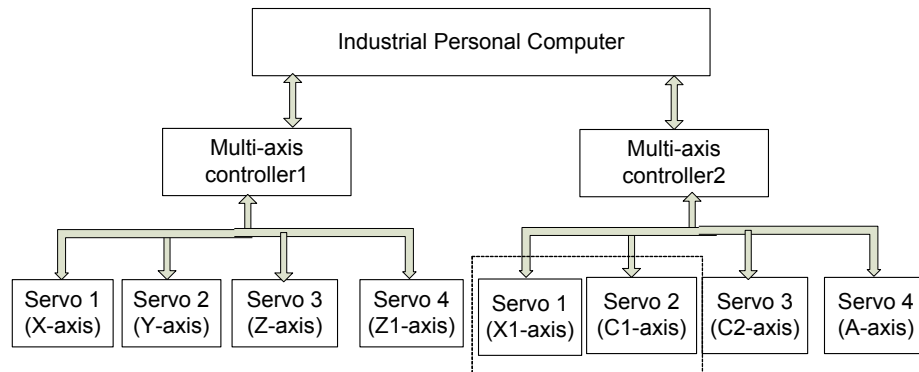 Industrial Personal Computer
Multi-axis
controller1
Multi-axis
controller2
Servo 1
(X-axis)
Servo 2
(Y-axis)
Servo 3
(Z-axis)
Servo 4
(Z1-axis)
Servo 1
(X1-axis)
Servo 2
(C1-axis)
Servo 3
(C2-axis)
Servo 4
(A-axis)